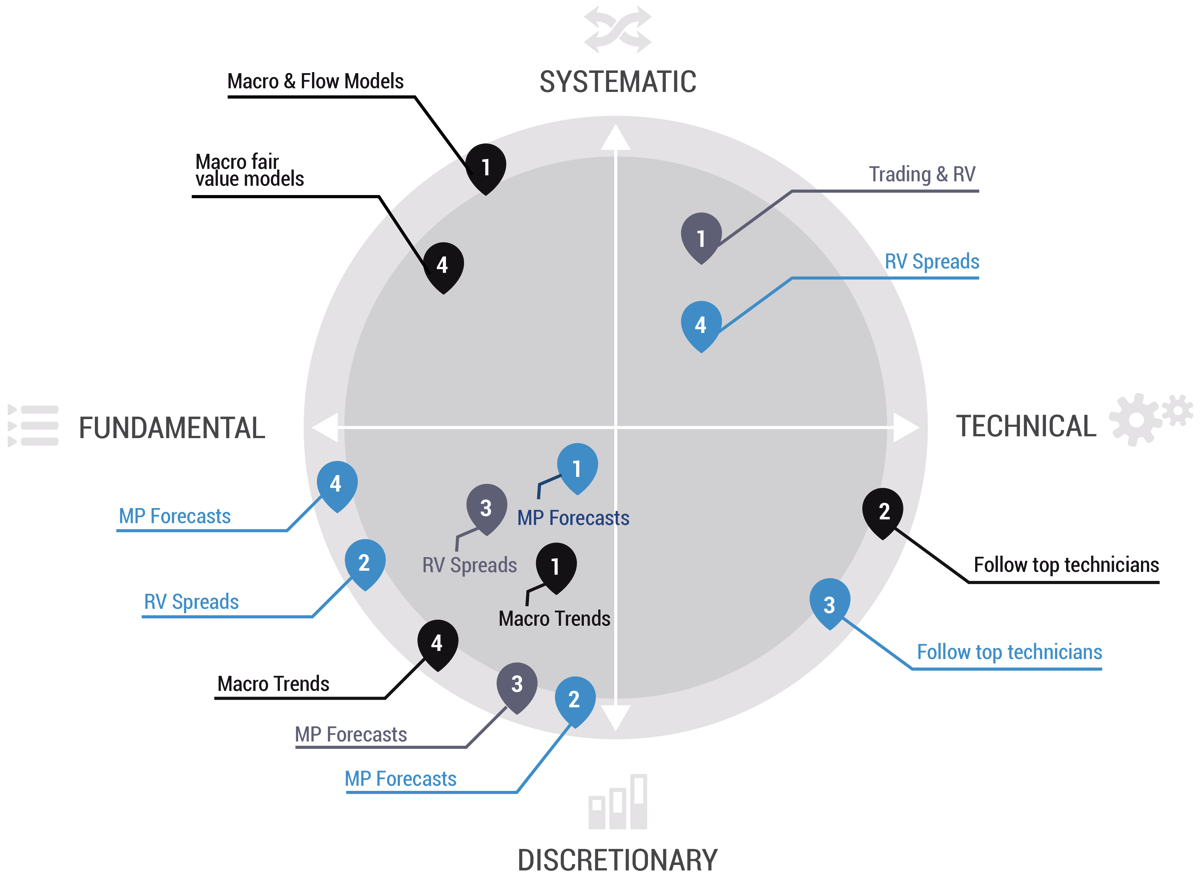 SYSTEMATIC
Macro & Flow Models
1
Macro fair
value models
4
Trading & RV
1
RV Spreads
4
FUNDAMENTAL
TECHNICAL
1
MP Forecasts
4
MP Forecasts
3
RV Spreads
2
Follow top technicians
2
RV Spreads
1
Macro Trends
3
Follow top technicians
4
Macro Trends
3
MP Forecasts
2
MP Forecasts
DISCRETIONARY